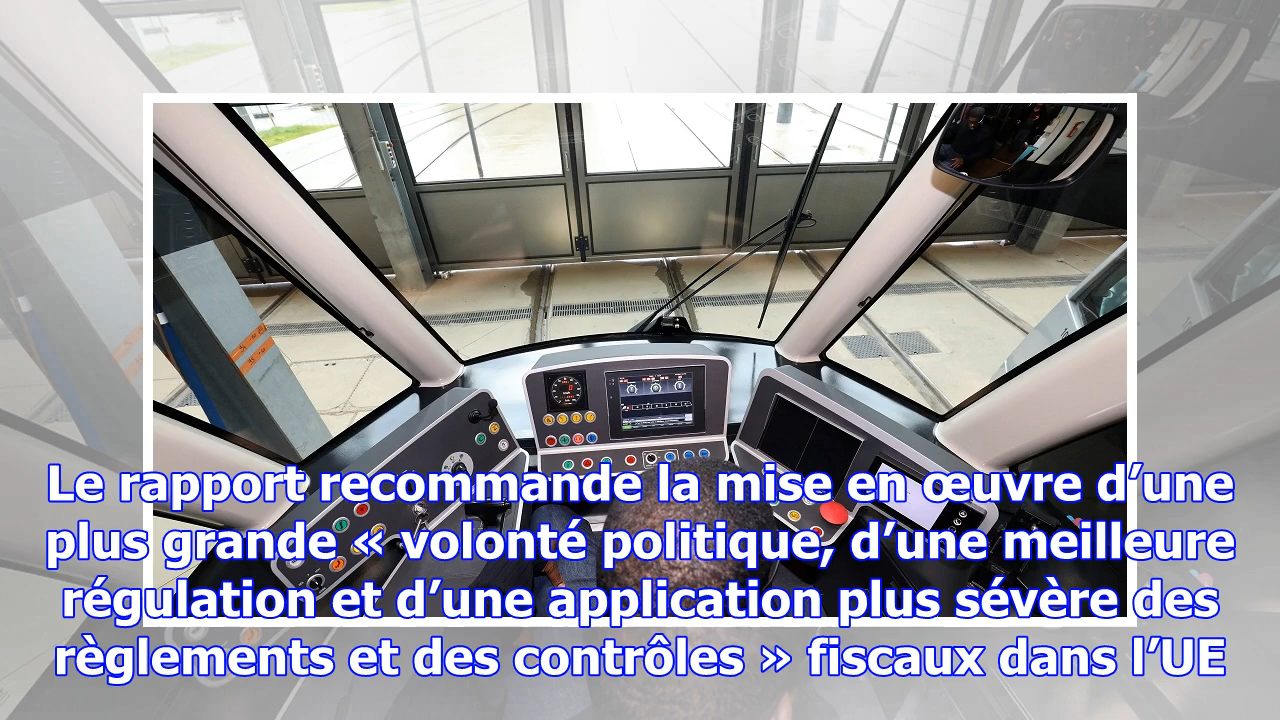 Le rapport recommande la mise en œuvre d’une
plus grande « volonté politique, d’une meilleure
régulation et d’une application plus sévère des
règlements et des contrôles » fiscaux dans l’UE